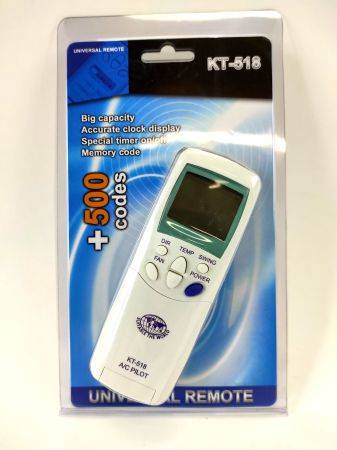 UNIVERSAL REMOTE
KT-518
Big capacity
Accurate clock display
Special timer on/off
Memory code
+500
codes
DIR
TEMP
SWING
FAN
POWER
KT-518
A/C PILOT
UNIVERSAL REMOTE